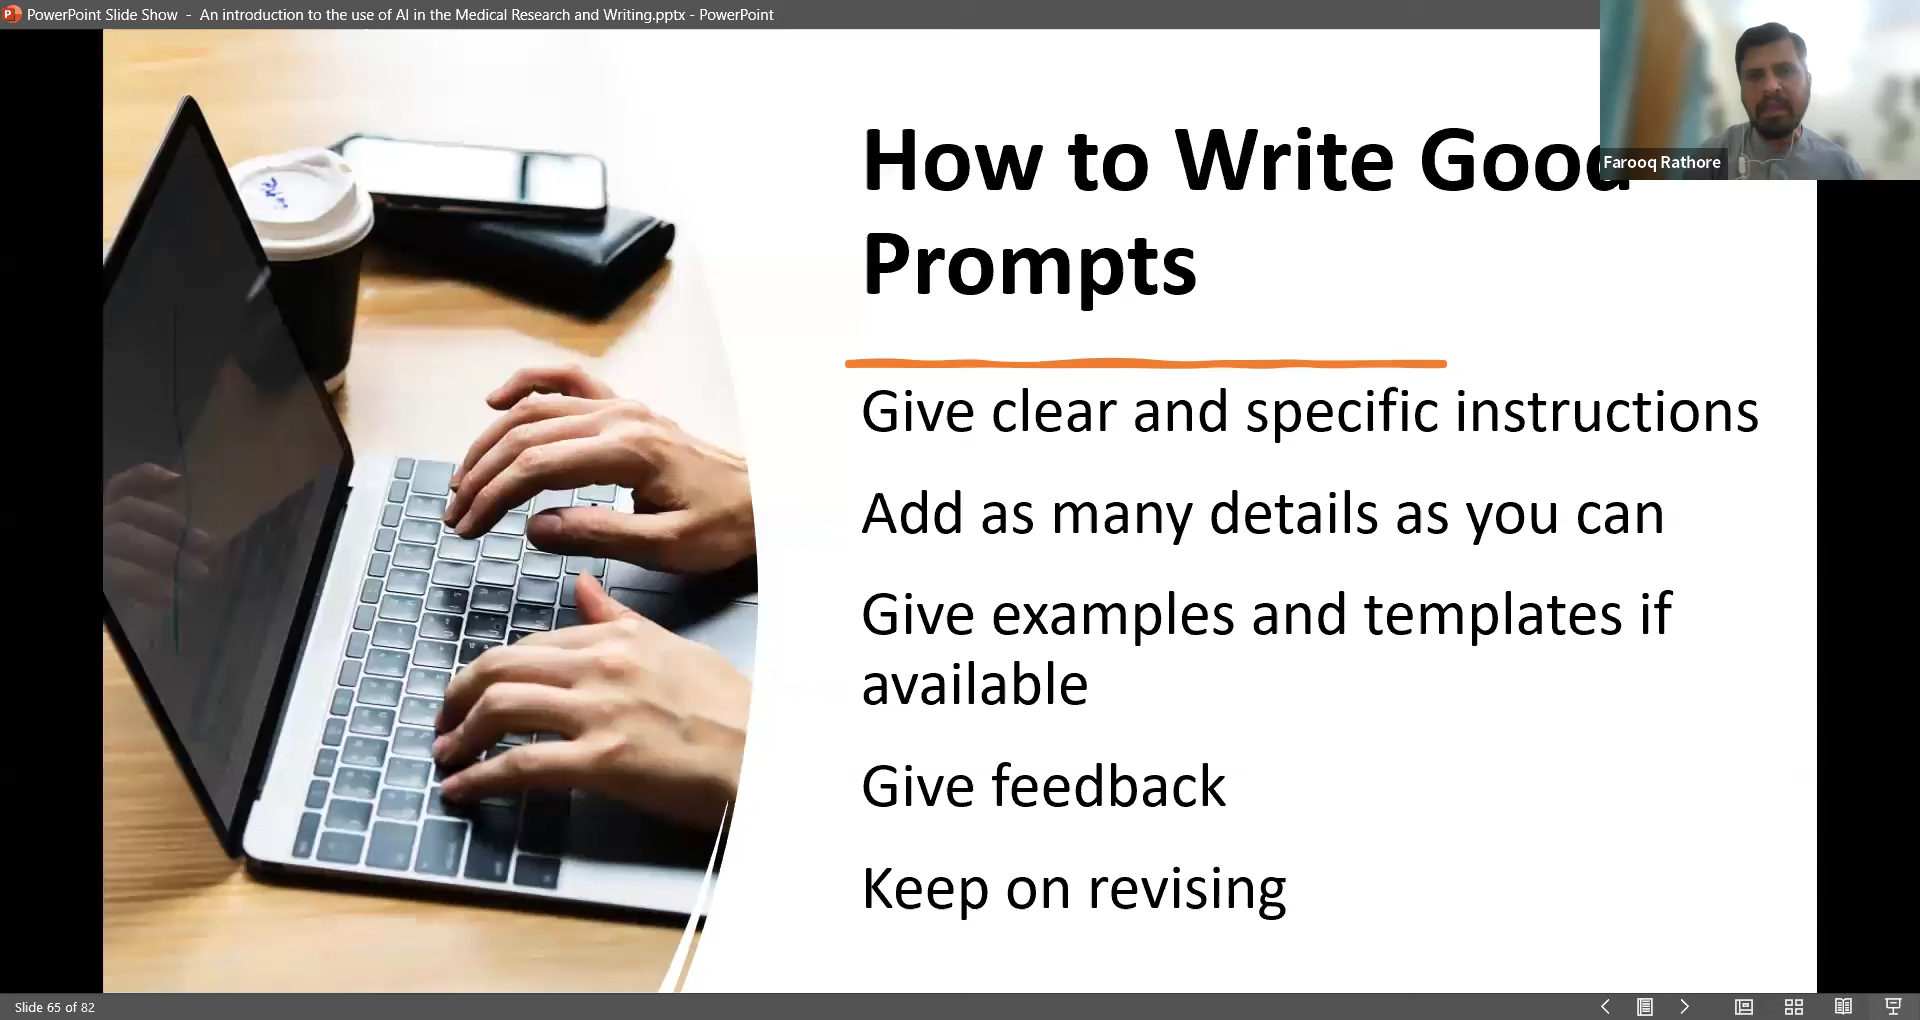 PowerPoint Slide Show - An introduction to the use of AI in the Medical Research and Writing.pptx - PowerPoint
Farooq Rathore
How to Write Good
Prompts
Give clear and specific instructions
Add as many details as you can
Give examples and templates if
available
Give feedback
Keep on revising
Slide 65 of 82